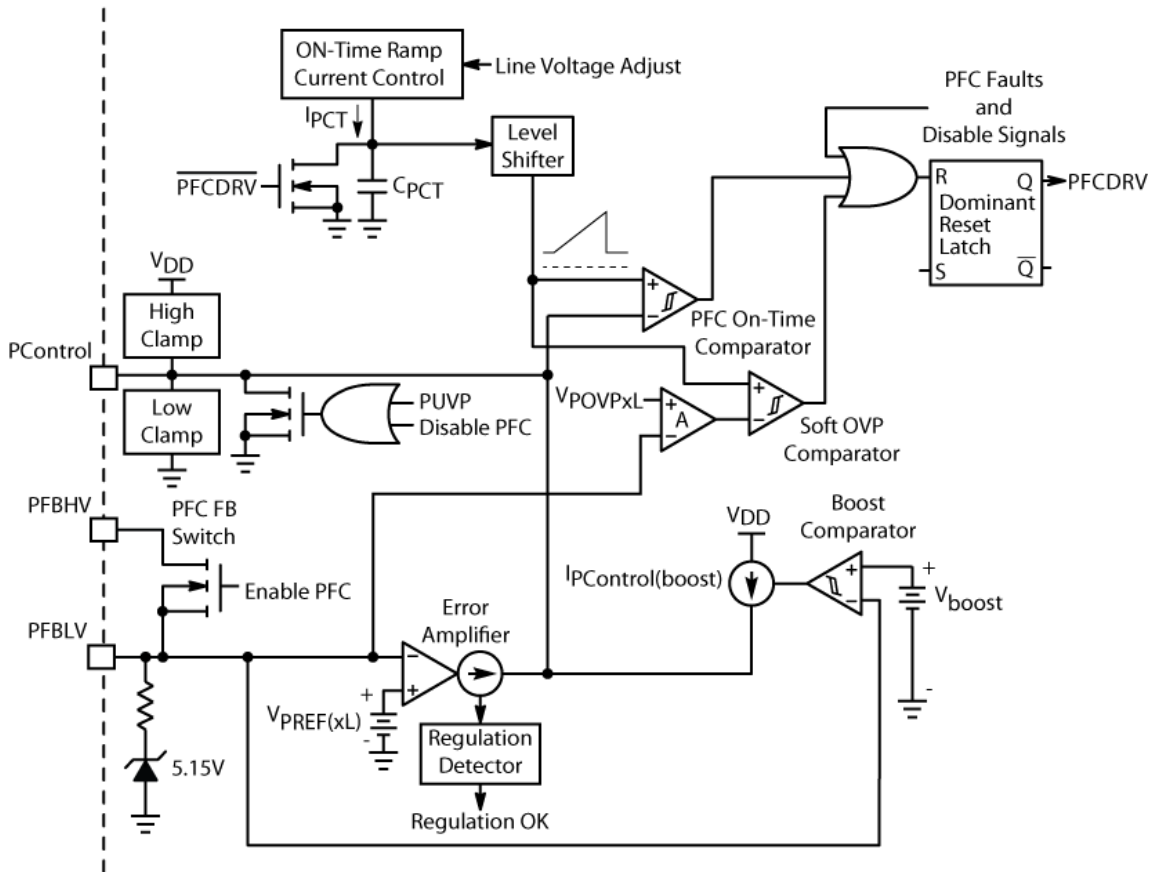 ON-Time Ramp
Current Control
Line Voltage Adjust
IPCT
Level
Shifter
PFCDRV
CPCT
PFC Faults
and
Disable Signals
R
Q
PFCDRV
Dominant
Reset
Latch
S
Q
VDD
High
Clamp
PControl
Low
Clamp
PUVP
Disable PFC
+
-
PFC On-Time
Comparator
VPOVPxL
+
A
-
+
-
Soft OVP
Comparator
PFBHV
PFC FB
Switch
Enable PFC
PFBLV
5.15V
Error
Amplifier
-
+
+
VPREF(xL)
-
Regulation
Detector
Regulation OK
VDD
IPControl(boost)
Boost
Comparator
+
-
+
Vboost
-